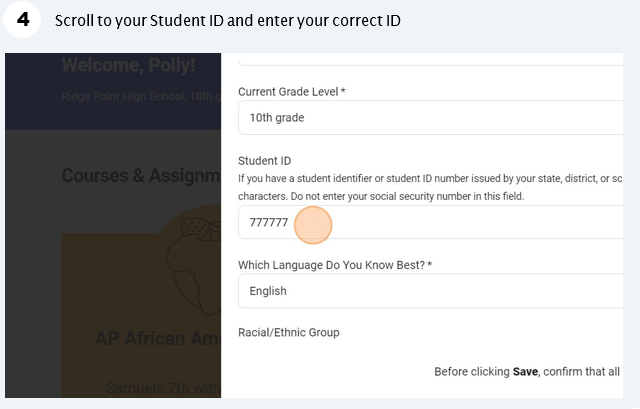 4 Scroll to your Student ID and enter your correct ID
Welcome, Polly!
Ridge Point High School, 10th g
Courses & Assignm
AP African Ame
Samuels 7th with
Current Grade Level *
10th grade
Student ID
If you have a student identifier or student ID number issued by your state, district, or sc
characters. Do not enter your social security number in this field.
777777
Which Language Do You Know Best? *
English
Racial/Ethnic Group
Before clicking Save, confirm that all